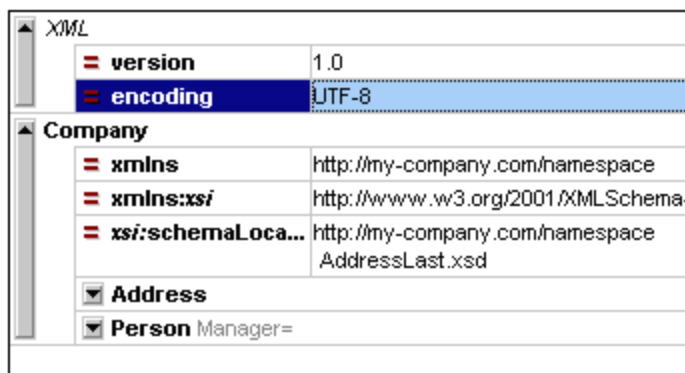 XML
= version 1.0
= encoding UTF-8
Company
= xmlns http://my-company.com/namespace
= xmlns:xsi http://www.w3.org/2001/XMLSchema-
= xsi:schemaLoca... http://my-company.com/namespace
AddressLast.xsd
Address
Person Manager=